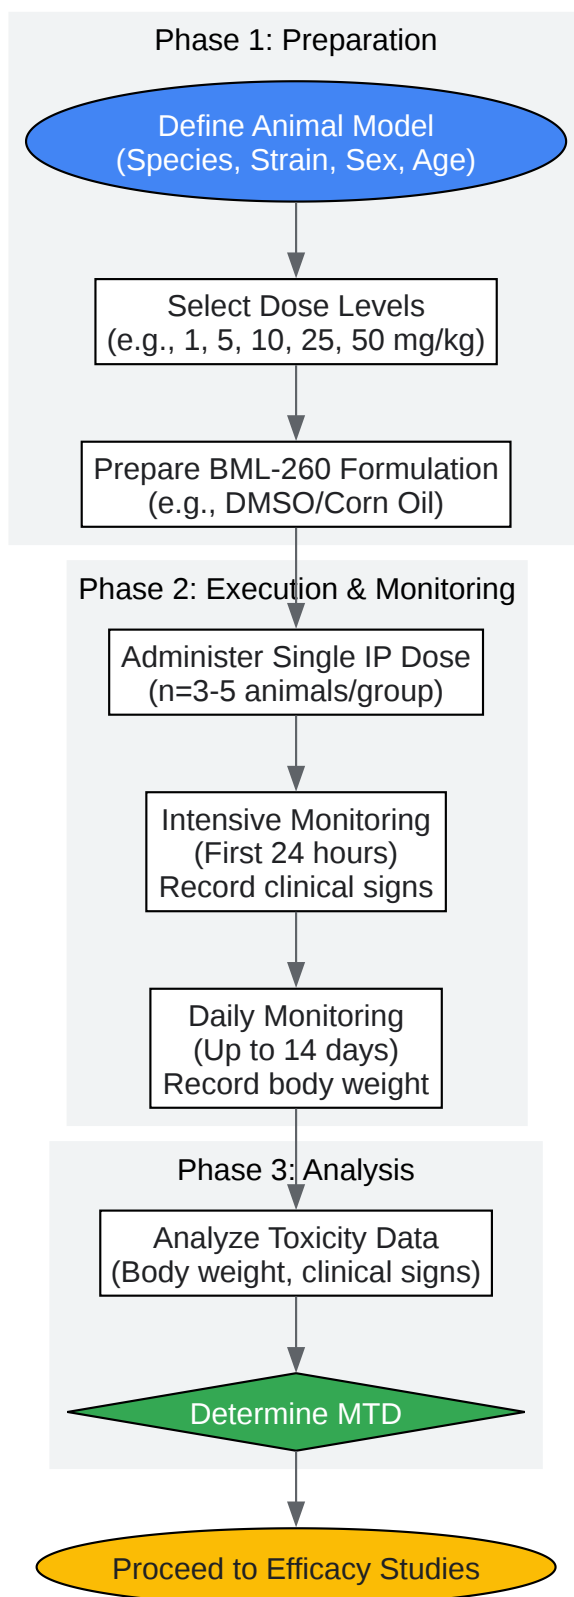 Phase 1: Preparation
Define Animal Model
(Species, Strain, Sex, Age)
Select Dose Levels
(e.g., 1, 5, 10, 25, 50 mg/kg)
Prepare BML-260 Formulation
(e.g., DMSO/Corn Oil)
Phase 2: Execution & Monitoring
Administer Single IP Dose
(n=3-5 animals/group)
Intensive Monitoring
(First 24 hours)
Record clinical signs
Daily Monitoring
(Up to 14 days)
Record body weight
Phase 3: Analysis
Analyze Toxicity Data
(Body weight, clinical signs)
Determine MTD
Proceed to Efficacy Studies